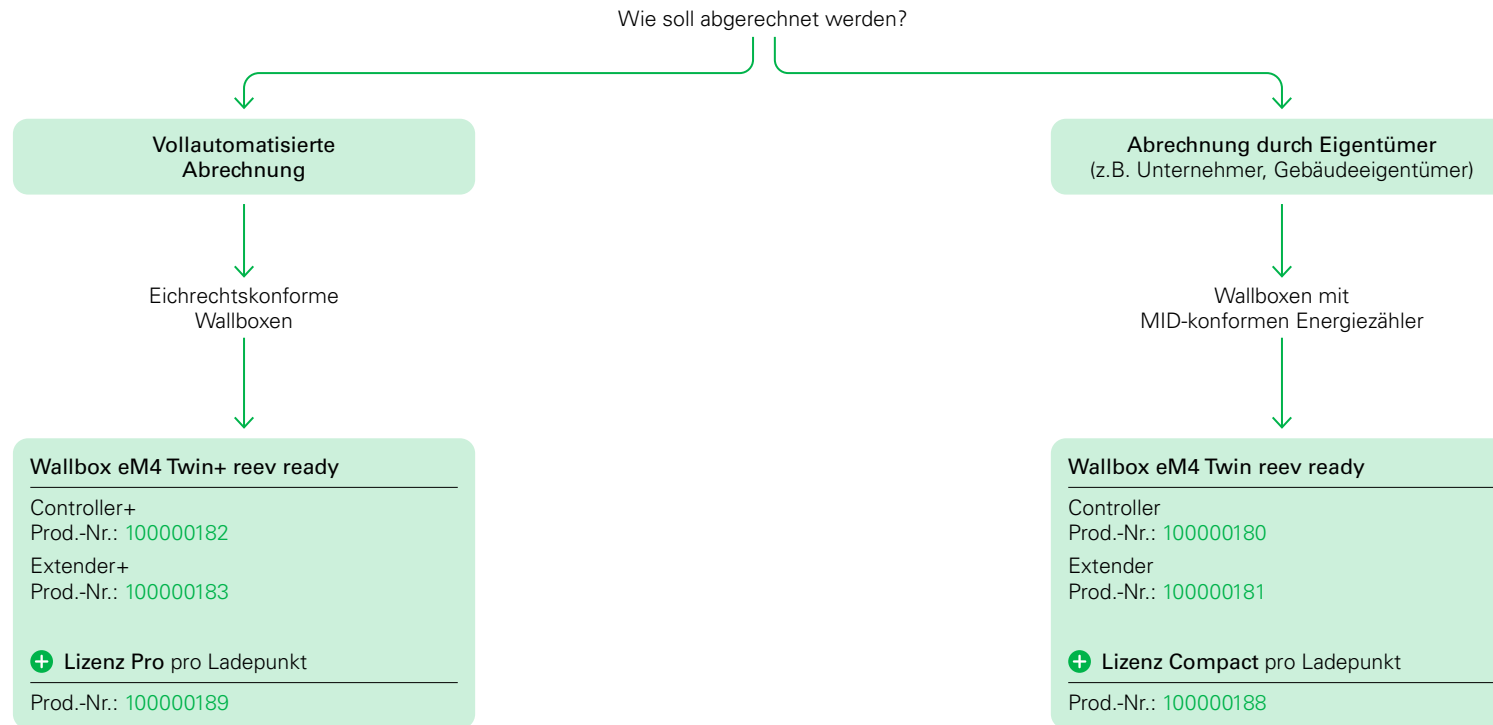 Wie soll abgerechnet werden?
Vollautomatisierte
Abrechnung
Eichrechtskonforme
Wallboxen
Wallbox eM4 Twin+ reev ready
Controller+
Prod.-Nr.: 100000182
Extender+
Prod.-Nr.: 100000183
Lizenz Pro pro Ladepunkt
Prod.-Nr.: 100000189
Abrechnung durch Eigentümer
(z.B. Unternehmer, Gebäudeeigentümer)
Wallboxen mit
MID-konformen Energiezähler
Wallbox eM4 Twin reev ready
Controller
Prod.-Nr.: 100000180
Extender
Prod.-Nr.: 100000181
Lizenz Compact pro Ladepunkt
Prod.-Nr.: 100000188